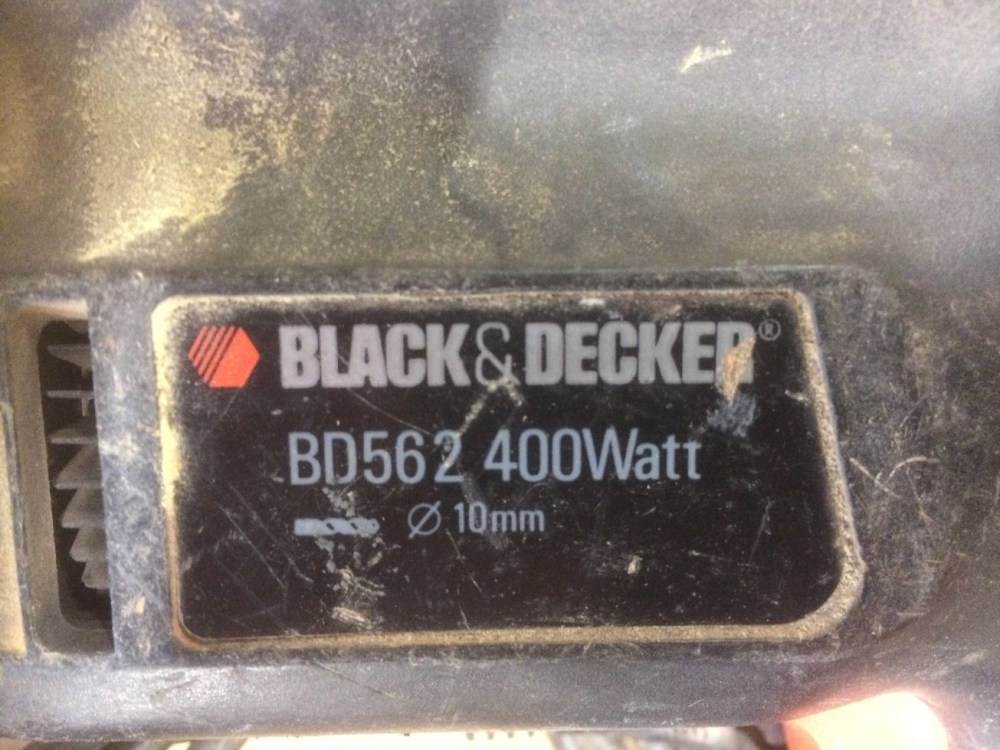 BLACK & DECKER®
BD562 400Watt
Ø 10mm